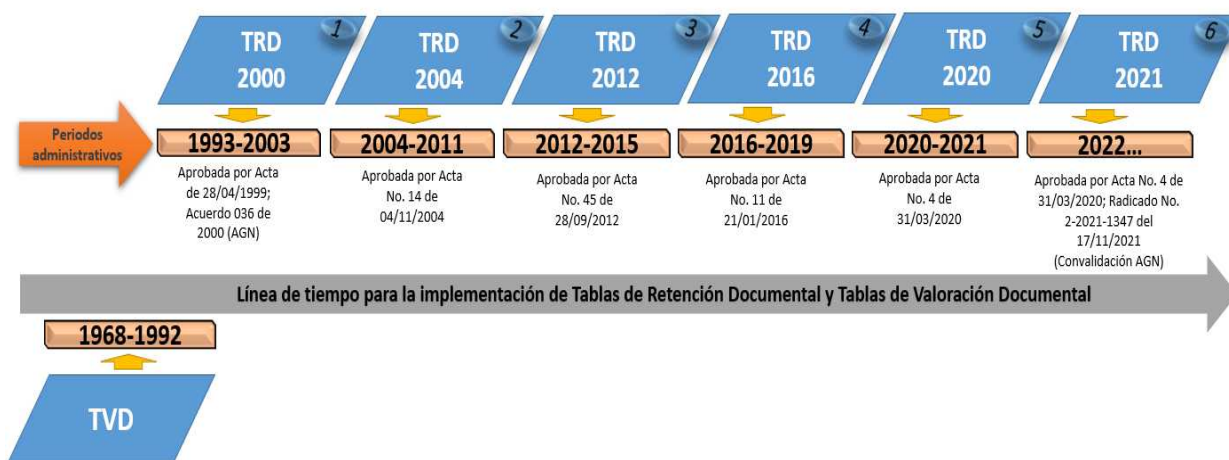 1
TRD
2000
2
TRD
2004
3
TRD
2012
4
TRD
2016
5
TRD
2020
6
TRD
2021
Periodos
administrativos
1993-2003
2004-2011
2012-2015
2016-2019
2020-2021
2022...
Aprobada por Acta
de 28/04/1999;
Acuerdo 036 de
2000 (AGN)
Aprobada por Acta
No. 14 de
04/11/2004
Aprobada por Acta
No. 45 de
28/09/2012
Aprobada por Acta
No. 11 de
21/01/2016
Aprobada por Acta
No. 4 de
31/03/2020
Aprobada por Acta No. 4 de
31/03/2020; Radicado No.
2-2021-1347 del
17/11/2021
(Convalidación AGN)
Línea de tiempo para la implementación de Tablas de Retención Documental y Tablas de Valoración Documental
1968-1992
TVD